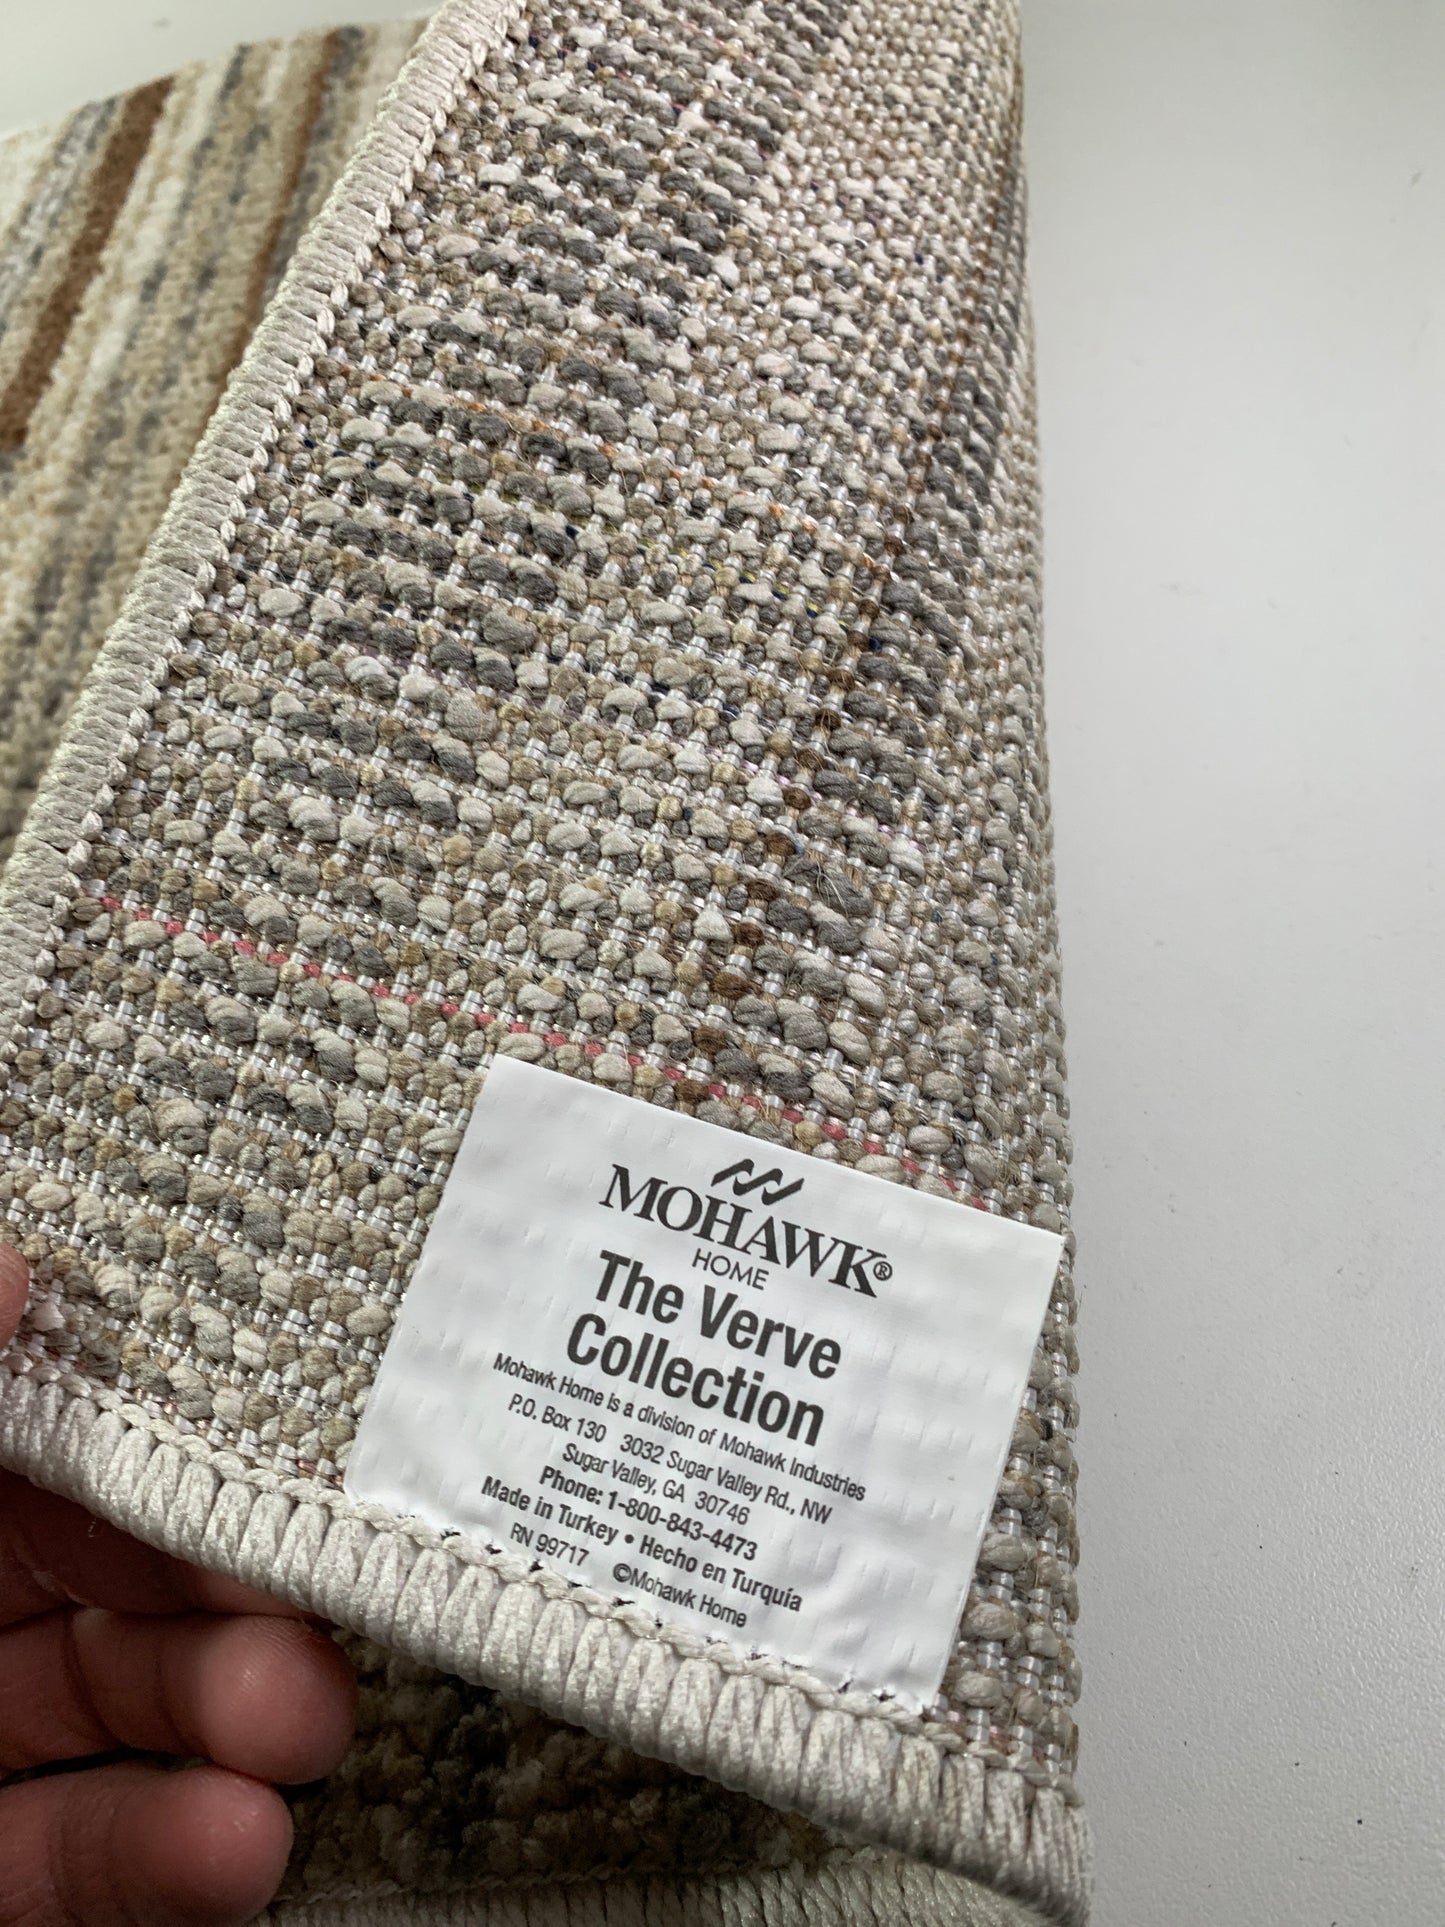 MOHAWK®
HOME
The Verve
Collection
Mohawk Home is a division of Mohawk Industries
P.O. Box 130 3032 Sugar Valley Rd., NW
Sugar Valley, GA 30746
Phone: 1-800-843-4473
Made in Turkey • Hecho en Turquía
RN 99717 ©Mohawk Home